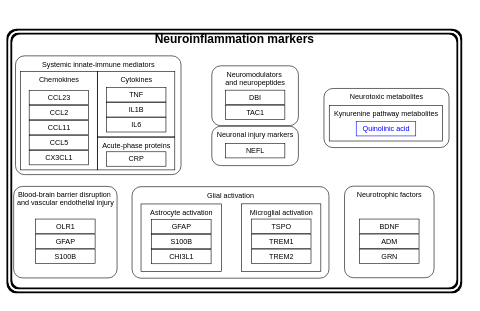 Neuroinflammation markers
Systemic innate-immune mediators
Chemokines
CCL23
CCL2
CCL11
CCL5
CX3CL1
Cytokines
TNF
IL1B
IL6
Acute-phase proteins
CRP
Neuromodulators
and neuropeptides
DBI
TAC1
Neuronal injury markers
NEFL
Neurotoxic metabolites
Kynurenine pathway metabolites
Quinolinic acid
Blood-brain barrier disruption
and vascular endothelial injury
OLR1
GFAP
S100B
Glial activation
Astrocyte activation
GFAP
S100B
CHI3L1
Microglial activation
TSPO
TREM1
TREM2
Neurotrophic factors
BDNF
ADM
GRN